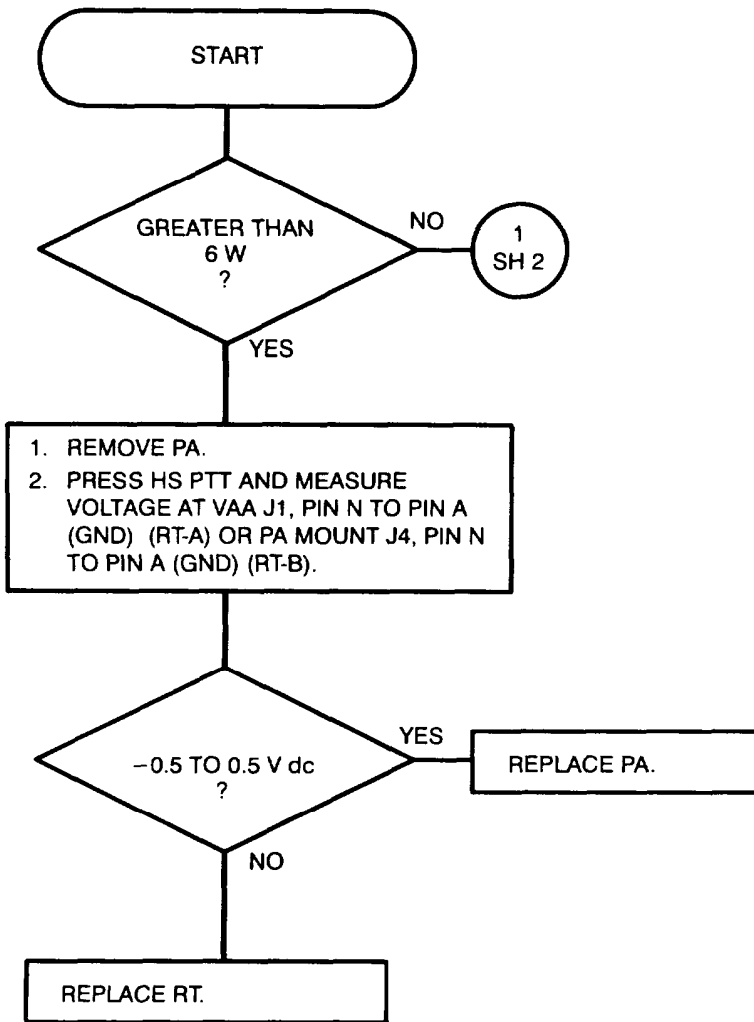 START
GREATER THAN
6 W
?
NO
1
SH 2
YES
1. REMOVE PA.
2. PRESS HS PTT AND MEASURE
VOLTAGE AT VAA J1, PIN N TO PIN A
(GND) (RT-A) OR PA MOUNT J4, PIN N
TO PIN A (GND) (RT-B).
−0.5 TO 0.5 V dc
?
YES
REPLACE PA.
NO
REPLACE RT.